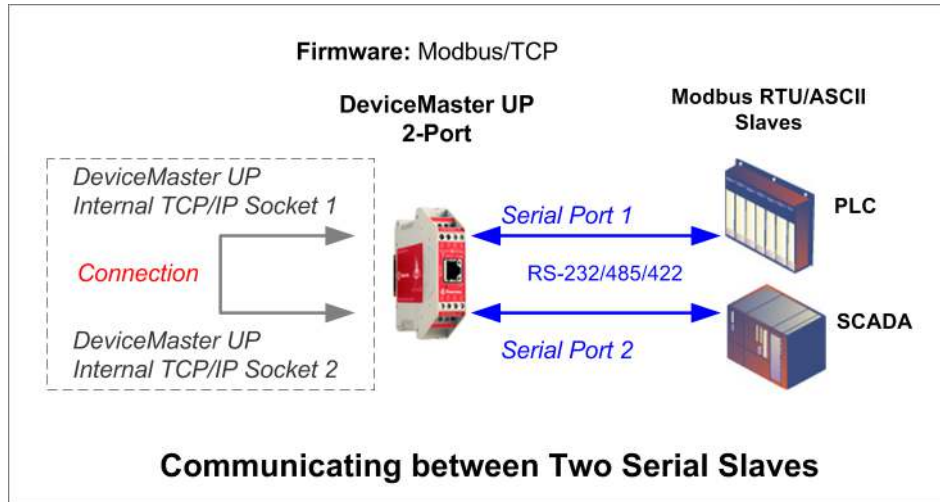 Firmware: Modbus/TCP
DeviceMaster UP
2-Port
Modbus RTU/ASCII
Slaves
DeviceMaster UP
Internal TCP/IP Socket 1
Connection
DeviceMaster UP
Internal TCP/IP Socket 2
Serial Port 1
RS-232/485/422
Serial Port 2
PLC
SCADA
Communicating between Two Serial Slaves